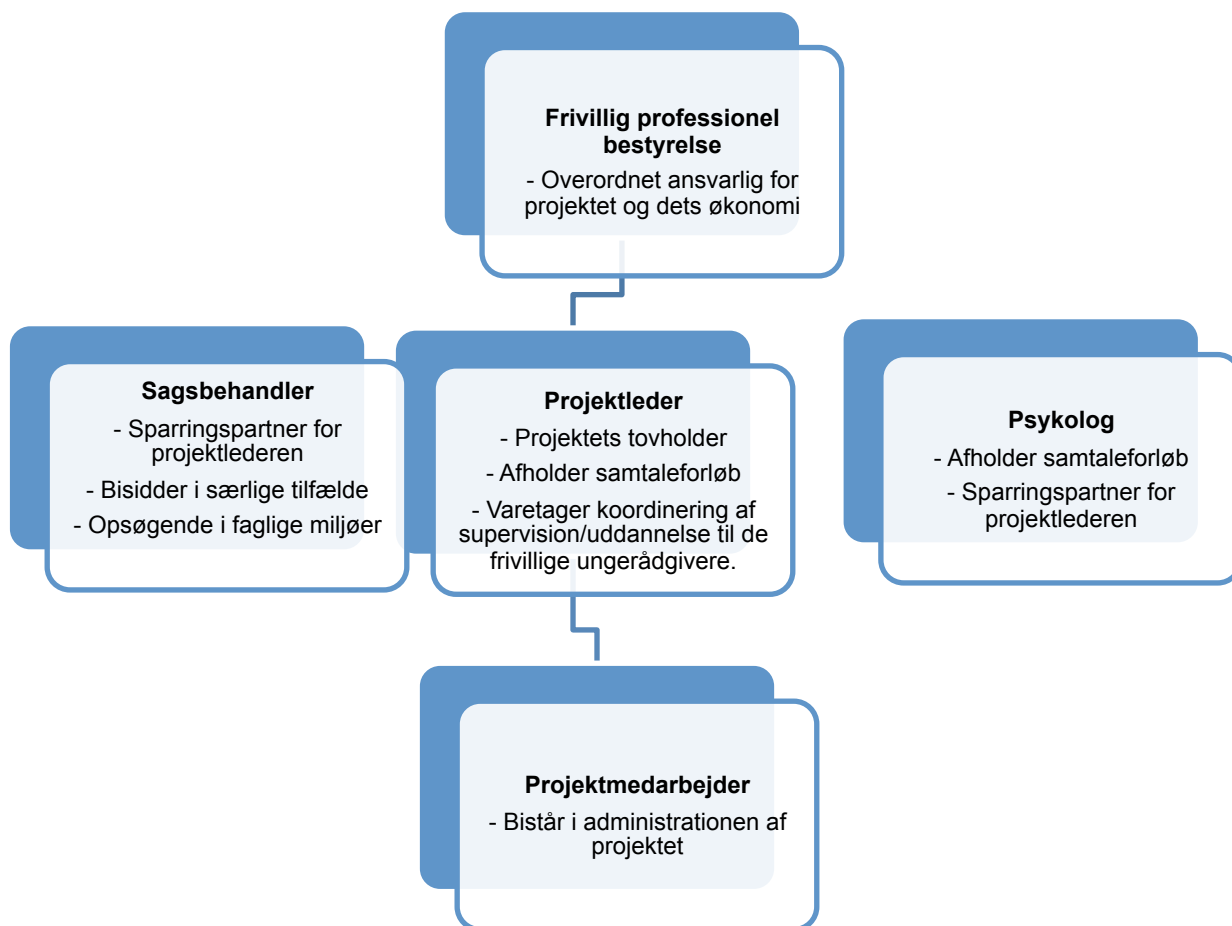 Frivillig professionel
bestyrelse
- Overordnet ansvarlig for
projektet og dets økonomi
Sagsbehandler
- Sparringspartner for
projektlederen
- Bisidder i særlige tilfælde
- Opsøgende i faglige miljøer
Projektleder
- Projektets tovholder
- Afholder samtaleforløb
- Varetager koordinering af
supervision/uddannelse til de
frivillige ungerådgivere.
Psykolog
- Afholder samtaleforløb
- Sparringspartner for
projektlederen
Projektmedarbejder
- Bistår i administrationen af
projektet